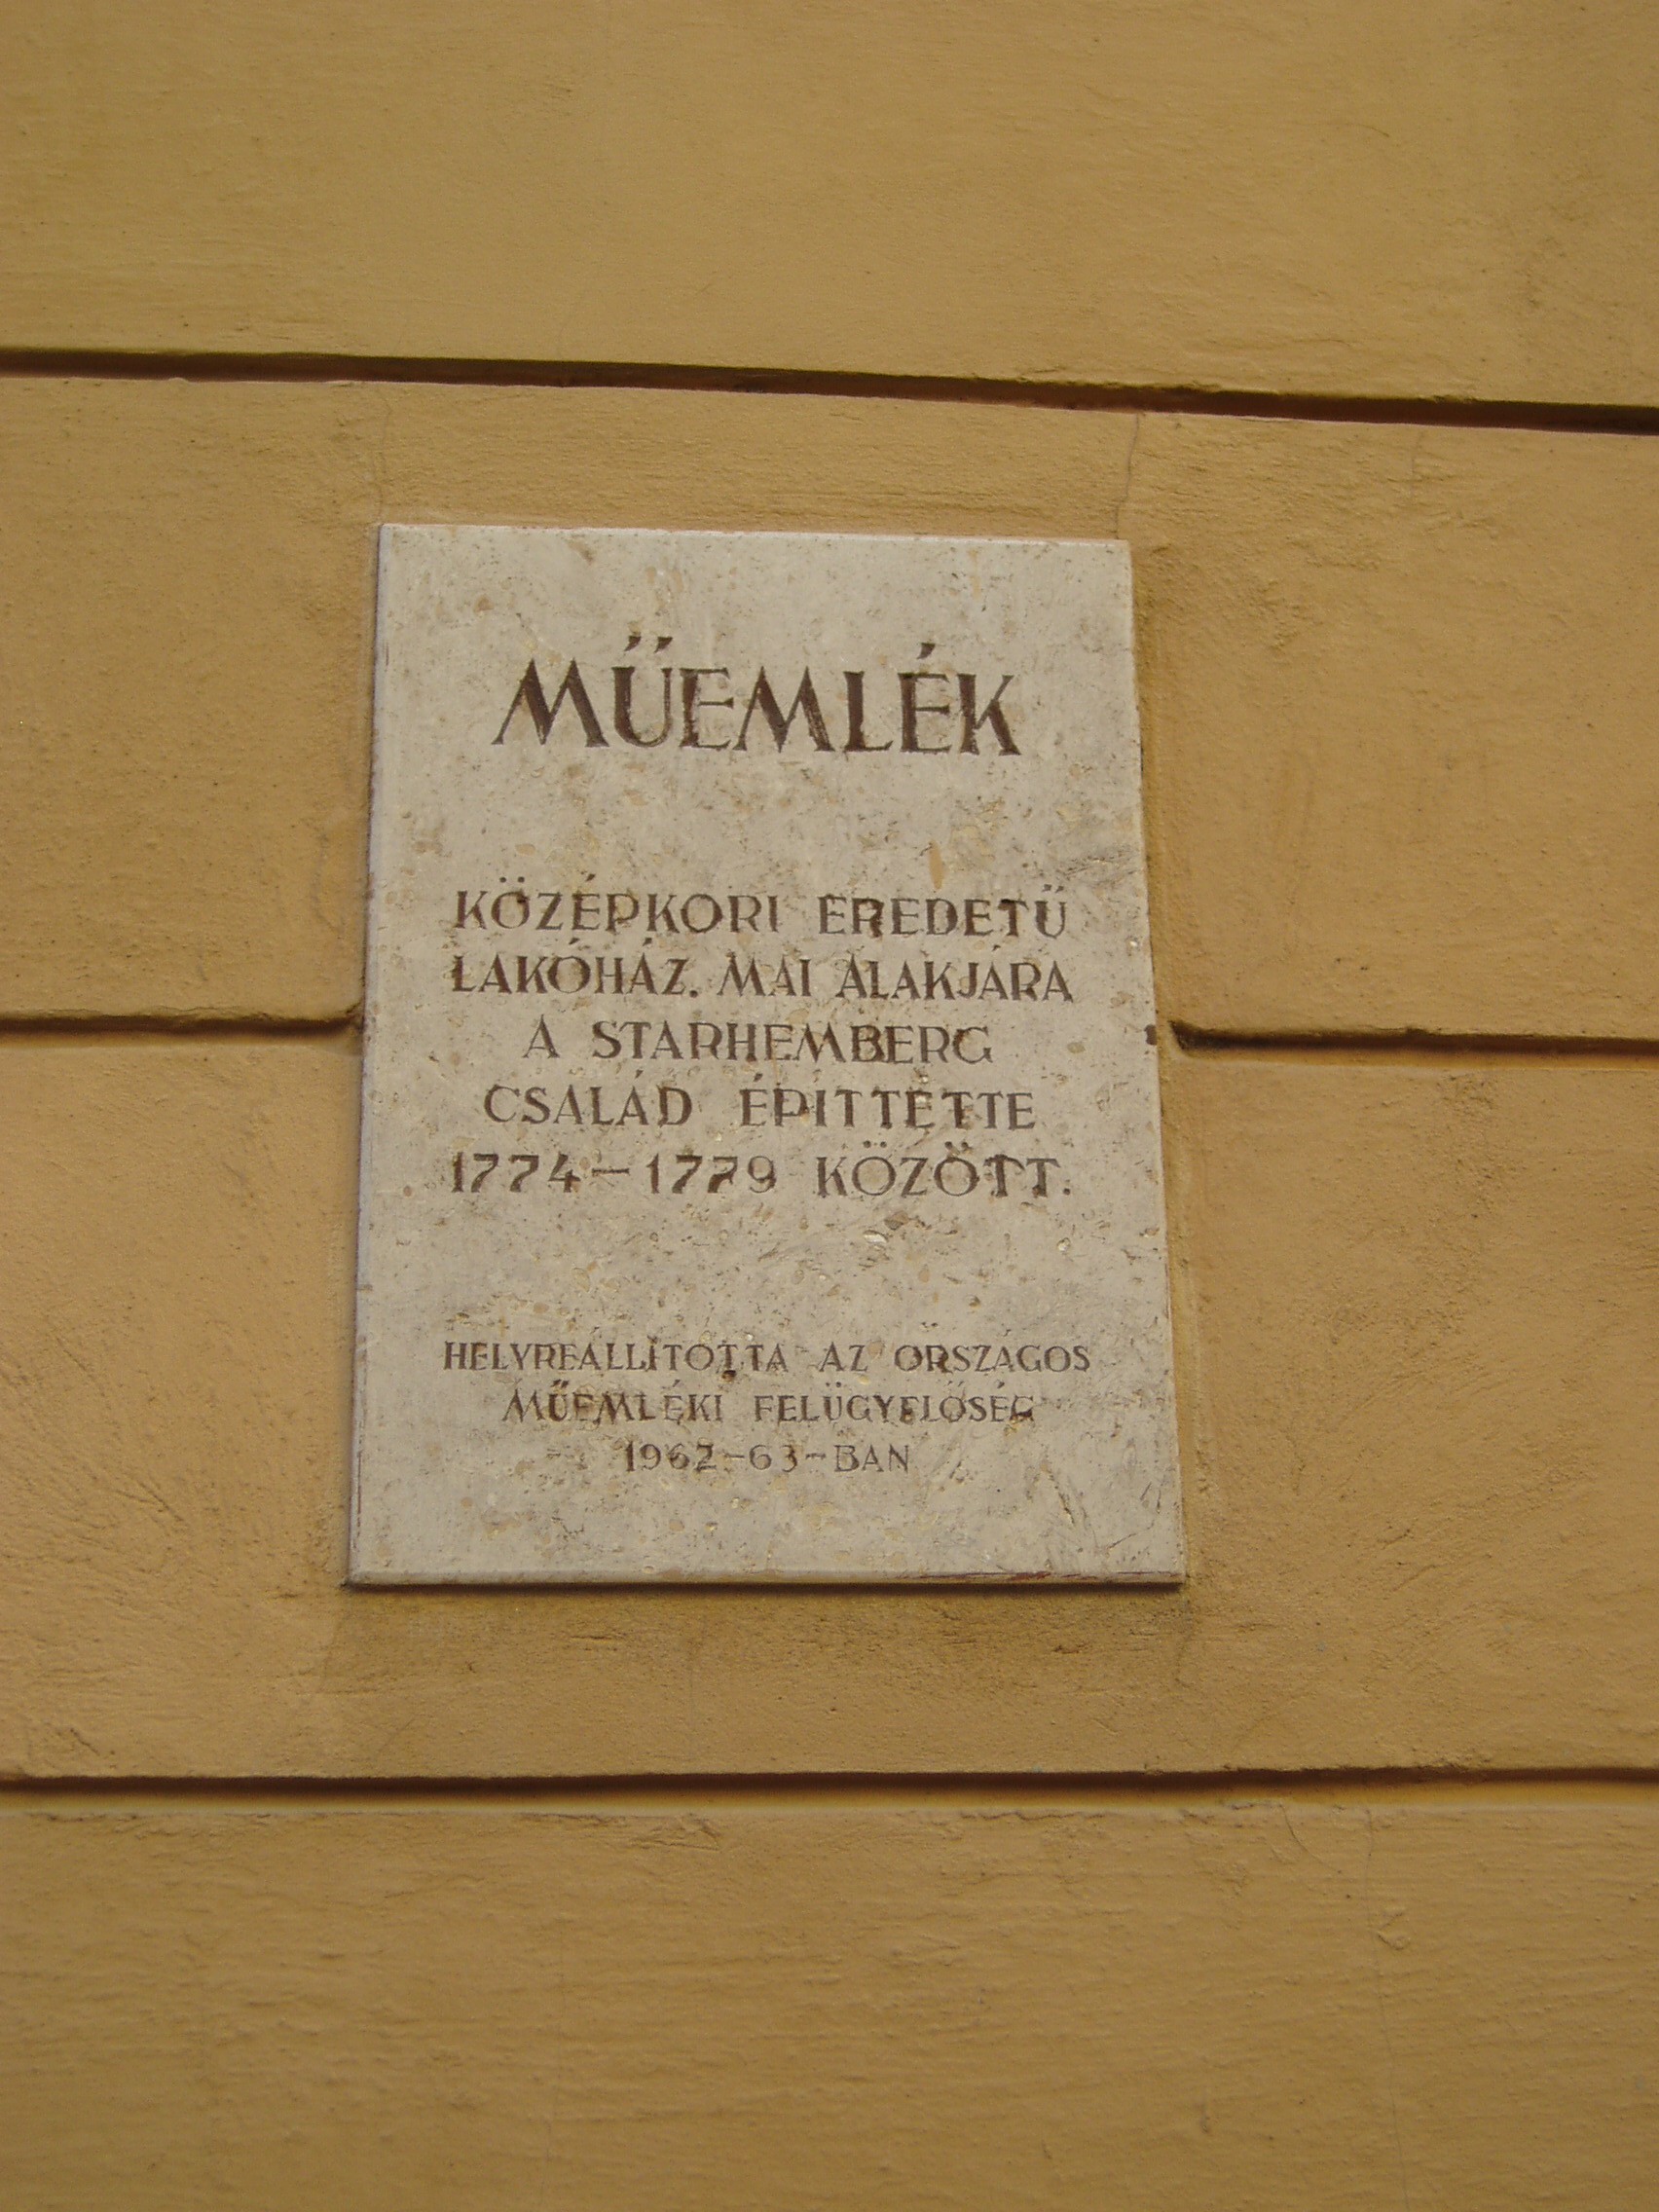 MŰEMLÉK
KÖZÉPKORI EREDETŰ
LAKÓHÁZ. MAI ALAKJÁRA
A STARHEMBERG
CSALÁD ÉPITTETTE
1774–1779 KÖZÖTT.
HELYREÁLLITOTTA AZ ORSZÁGOS
MŰEMLÉKI FELÜGYELŐSÉG
1962–63–BAN